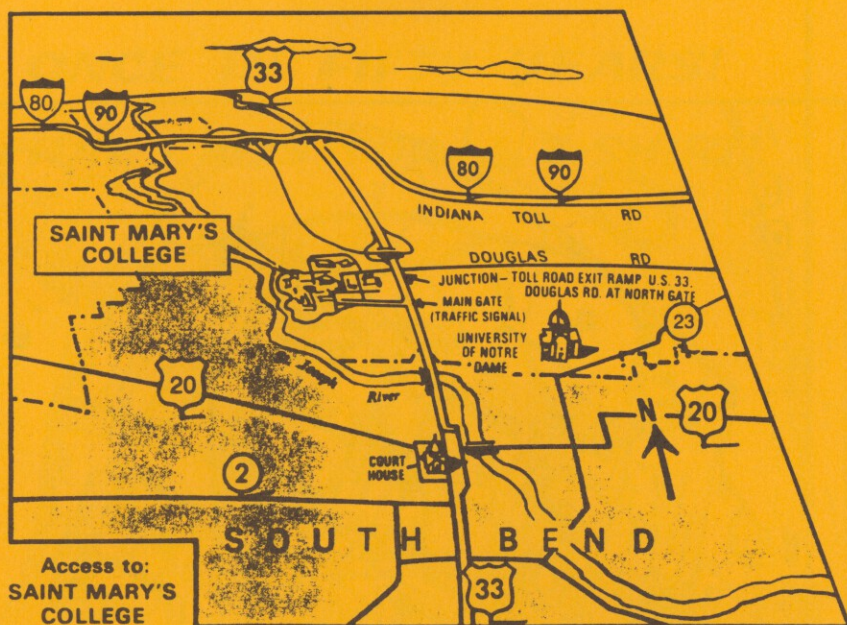 33
80
90
80
90
INDIANA TOLL RD
SAINT MARY'S
COLLEGE
DOUGLAS RD
JUNCTION – TOLL ROAD EXIT RAMP U.S. 33.
DOUGLAS RD. AT NORTH GATE
MAIN GATE
(TRAFFIC SIGNAL)
23
UNIVERSITY
OF NOTRE
DAME
St. Joseph
River
20
N
20
COURT
HOUSE
2
SOUTH BEND
Access to:
SAINT MARY'S
COLLEGE
33